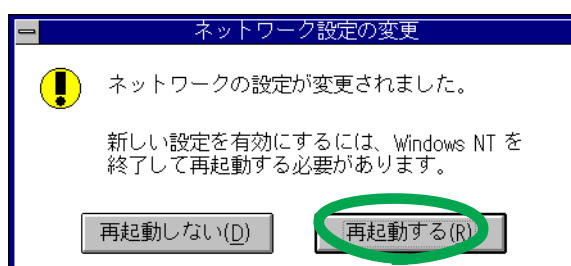 ネットワーク設定の変更
ネットワークの設定が変更されました。
新しい設定を有効にするには、Windows NT を
終了して再起動する必要があります。
再起動しない(D) 再起動する(R)